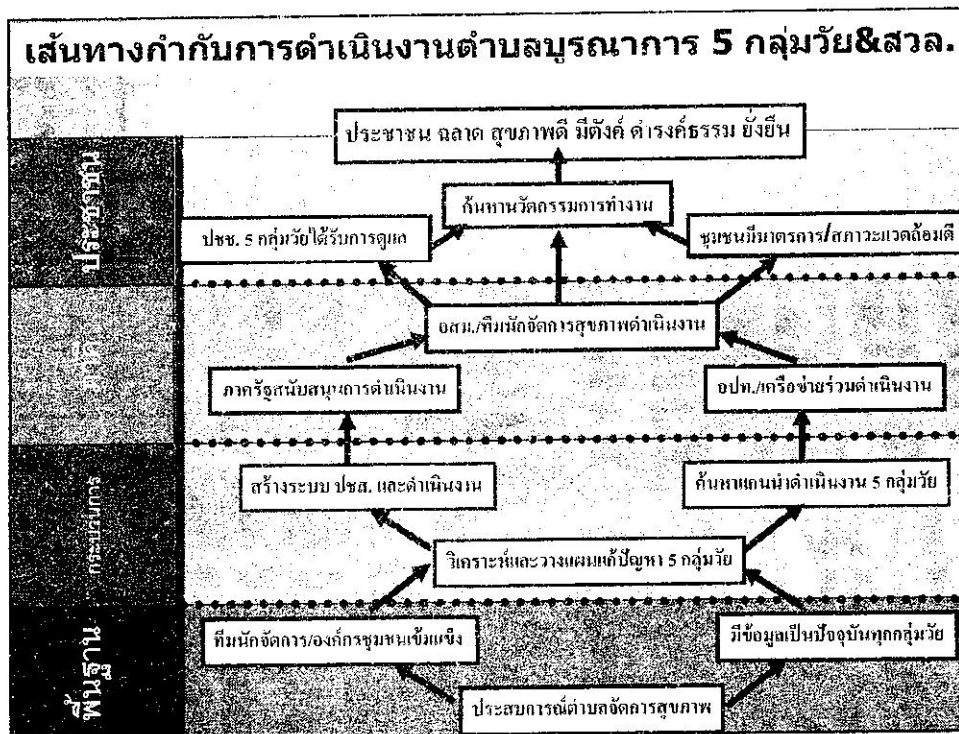 เส้นทางกำกับการดำเนินงานตำบลบูรณาการ 5 กลุ่มวัย&สวล.
ประชาชน ฉลาด สุขภาพดี มีตังค์ ดำรงค์ธรรม ยั่งยืน
ประชาชน
ค้นหานวัตกรรมการทำงาน
ปชช. 5 กลุ่มวัยได้รับการดูแล
ชุมชนมีมาตรการ/สภาวะแวดล้อมดี
อสม./ทีมนักจัดการสุขภาพดำเนินงาน
ภาครัฐสนับสนุนการดำเนินงาน
อปท./เครือข่ายร่วมดำเนินงาน
กระบวนการ
สร้างระบบ ปชส. และดำเนินงาน
ค้นหาแกนนำดำเนินงาน 5 กลุ่มวัย
วิเคราะห์และวางแผนแก้ปัญหา 5 กลุ่มวัย
พื้นฐาน
ทีมนักจัดการ/องค์กรชุมชนเข้มแข็ง
มีข้อมูลเป็นปัจจุบันทุกกลุ่มวัย
ประสบการณ์ตำบลจัดการสุขภาพ